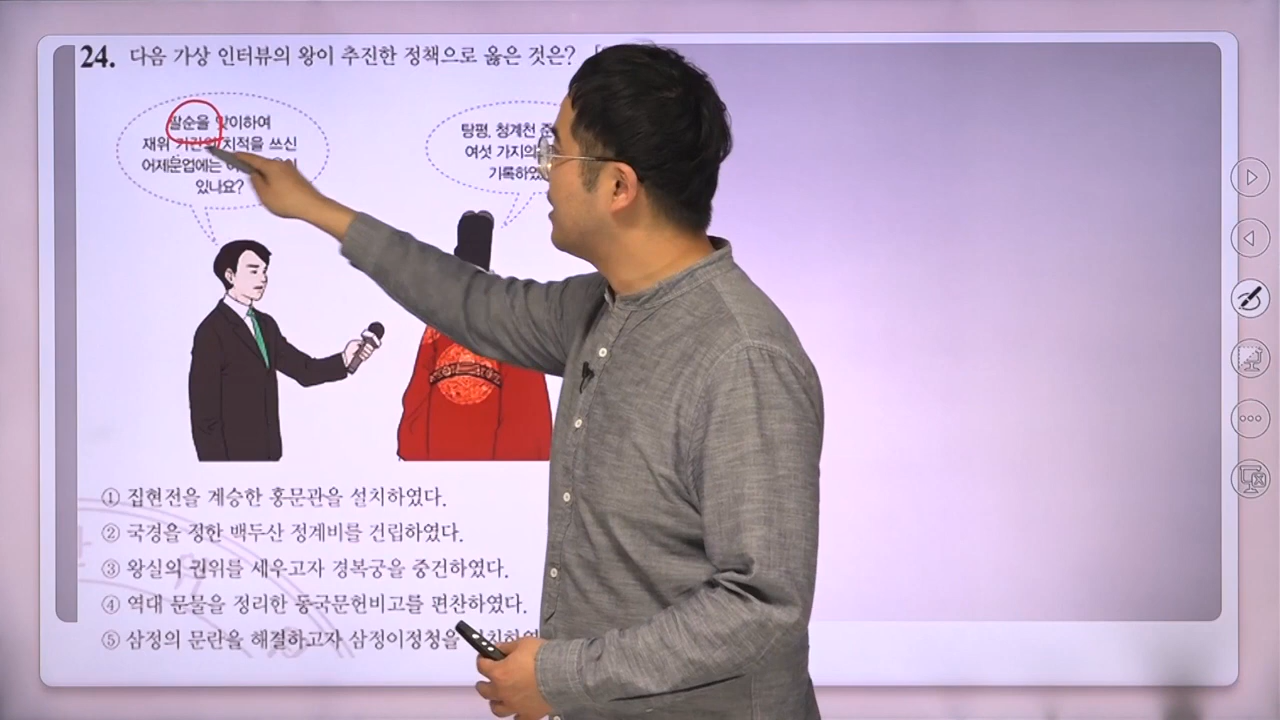 24. 다음 가상 인터뷰의 왕이 추진한 정책으로 옳은 것은?
팔순을 맞이하여
재위 기간의 치적을 쓰신
어제문업에는
있나요?
탕평, 청계천
여섯 가지의
기록하였
① 집현전을 계승한 홍문관을 설치하였다.
② 국경을 정한 백두산 정계비를 건립하였다.
③ 왕실의 권위를 세우고자 경복궁을 중건하였다.
④ 역대 문물을 정리한 동국문헌비고를 편찬하였다.
⑤ 삼정의 문란을 해결하고자 삼정이정청을